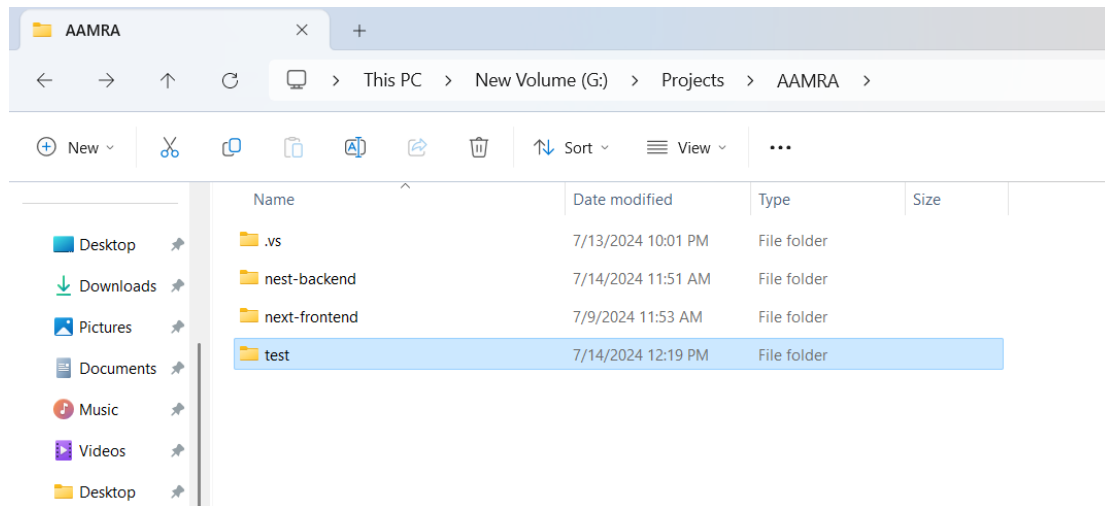 AAMRA
This PC > New Volume (G:) > Projects > AAMRA >
New Sort View
Name Date modified Type Size
Desktop
.vs 7/13/2024 10:01 PM File folder
Downloads
nest-backend 7/14/2024 11:51 AM File folder
Pictures
next-frontend 7/9/2024 11:53 AM File folder
Documents
test 7/14/2024 12:19 PM File folder
Music
Videos
Desktop